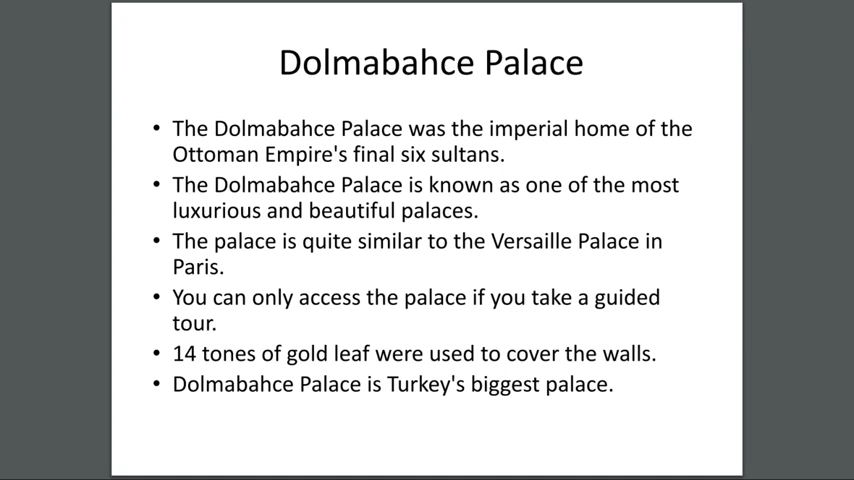 Dolmabahce Palace
• The Dolmabahce Palace was the imperial home of the
Ottoman Empire's final six sultans.
• The Dolmabahce Palace is known as one of the most
luxurious and beautiful palaces.
• The palace is quite similar to the Versaille Palace in
Paris.
• You can only access the palace if you take a guided
tour.
• 14 tones of gold leaf were used to cover the walls.
• Dolmabahce Palace is Turkey's biggest palace.